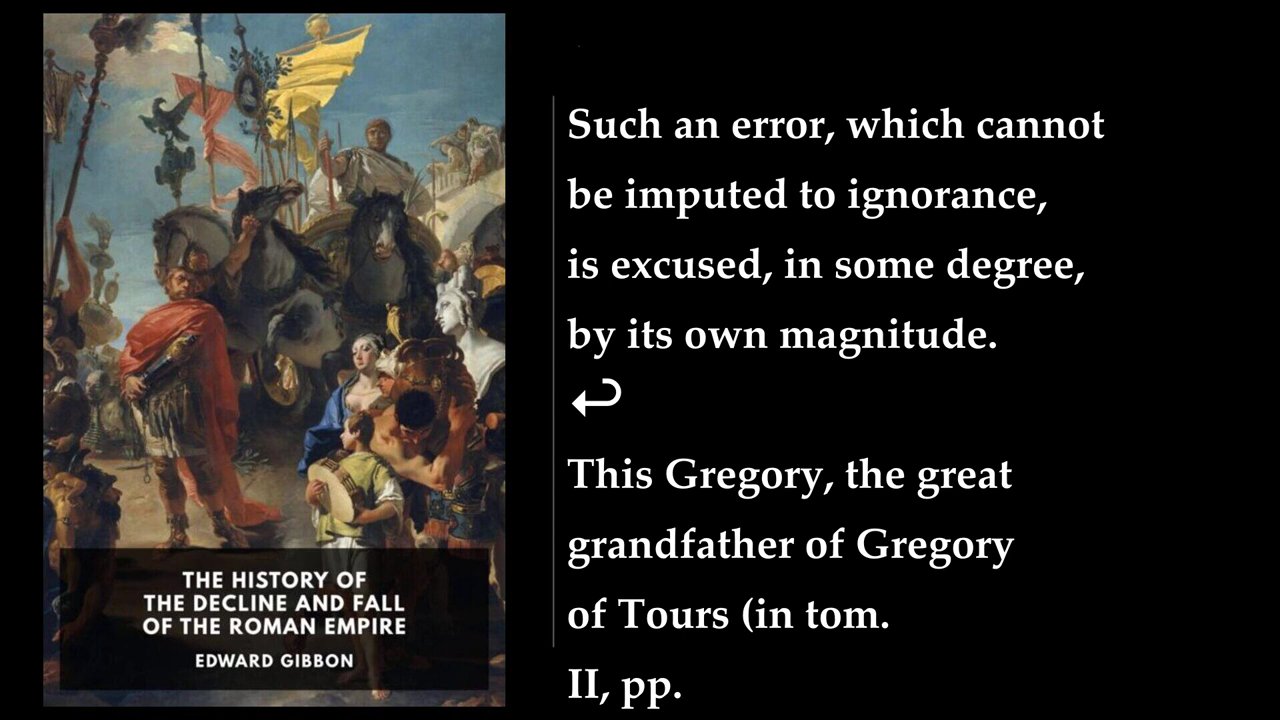 THE HISTORY OF
THE DECLINE AND FALL
OF THE ROMAN EMPIRE
EDWARD GIBBON
Such an error, which cannot
be imputed to ignorance,
is excused, in some degree,
by its own magnitude.
↩
This Gregory, the great
grandfather of Gregory
of Tours (in tom.
II, pp.